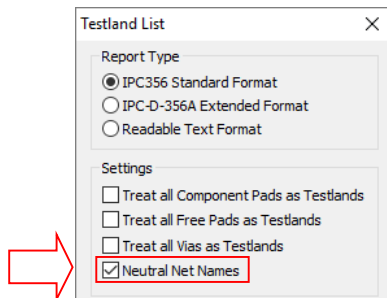 Testland List
Report Type
IPC356 Standard Format
IPC-D-356A Extended Format
Readable Text Format
Settings
Treat all Component Pads as Testlands
Treat all Free Pads as Testlands
Treat all Vias as Testlands
Neutral Net Names